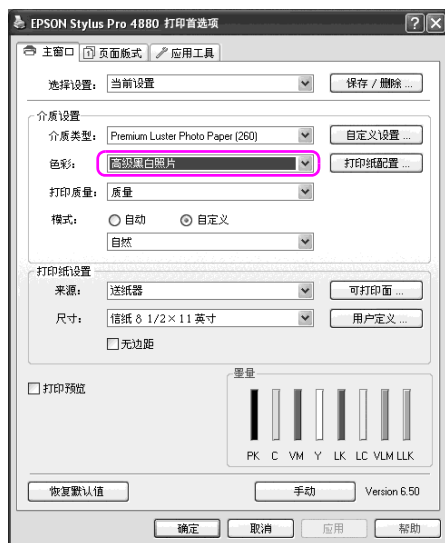 EPSON Stylus Pro 4880 打印首选项
主窗口 页面版式 应用工具
选择设置： 当前设置 保存 / 删除 ...
介质设置
介质类型： Premium Luster Photo Paper (260) 自定义设置 ...
色彩： 高级黑白照片 打印纸配置 ...
打印质量： 质量
模式： 自动 自定义
自然
打印纸设置
来源： 送纸器 可打印面 ...
尺寸： 信纸 8 1/2×11 英寸 用户定义 ...
无边距
打印预览
墨量
PK C VM Y LK LC VLM LLK
恢复默认值 手动 Version 6.50
确定 取消 应用 帮助